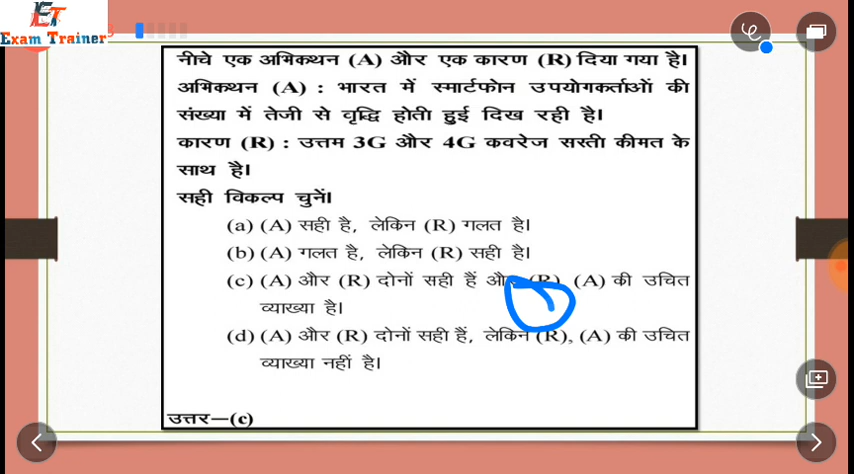 ET
Exam Trainer
नीचे एक अभिकथन (A) और एक कारण (R) दिया गया है।
अभिकथन (A) : भारत में स्मार्टफोन उपयोगकर्ताओं की
संख्या में तेजी से वृद्धि होती हुई दिख रही है।
कारण (R) : उत्तम 3G और 4G कवरेज सस्ती कीमत के
साथ है।
सही विकल्प चुनें।
(a) (A) सही है, लेकिन (R) गलत है।
(b) (A) गलत है, लेकिन (R) सही है।
(c) (A) और (R) दोनों सही हैं और (R), (A) की उचित
व्याख्या है।
(d) (A) और (R) दोनों सही हैं, लेकिन (R), (A) की उचित
व्याख्या नहीं है।
उत्तर–(c)